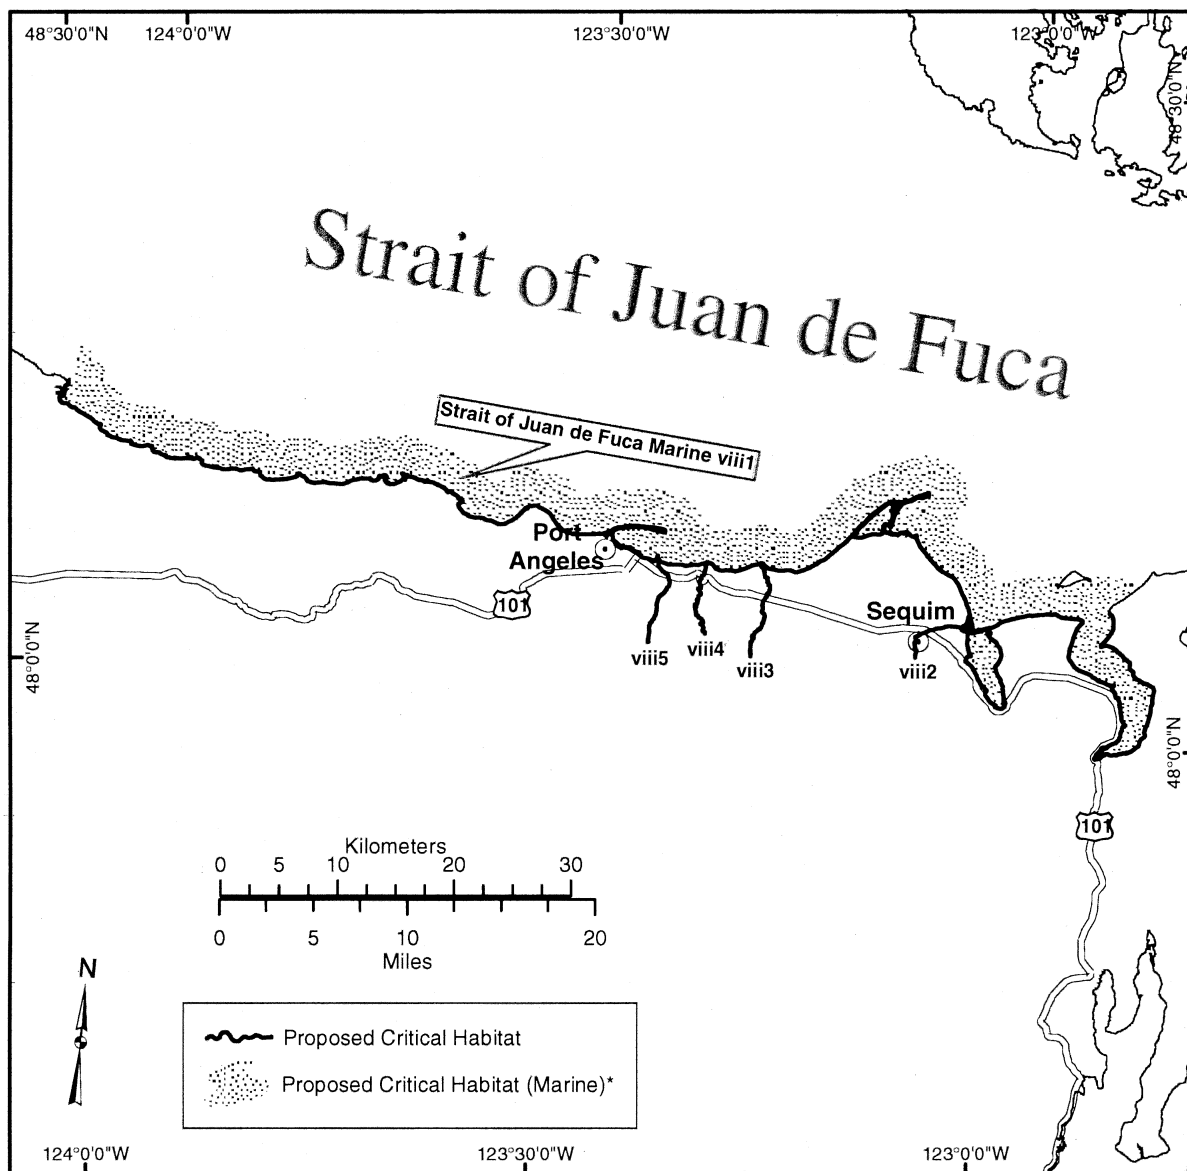 48°30'0"N 124°0'0"W 123°30'0"W 123°0'0"W
48°30'0"N
Strait of Juan de Fuca
Strait of Juan de Fuca Marine viii1
Port
Angeles
101
Sequim
viii5
viii4
viii3
viii2
48°0'0"N
48°0'0"N
101
Kilometers
0 5 10 20 30
0 5 10 20
Miles
N
Proposed Critical Habitat
Proposed Critical Habitat (Marine)*
124°0'0"W 123°30'0"W 123°0'0"W